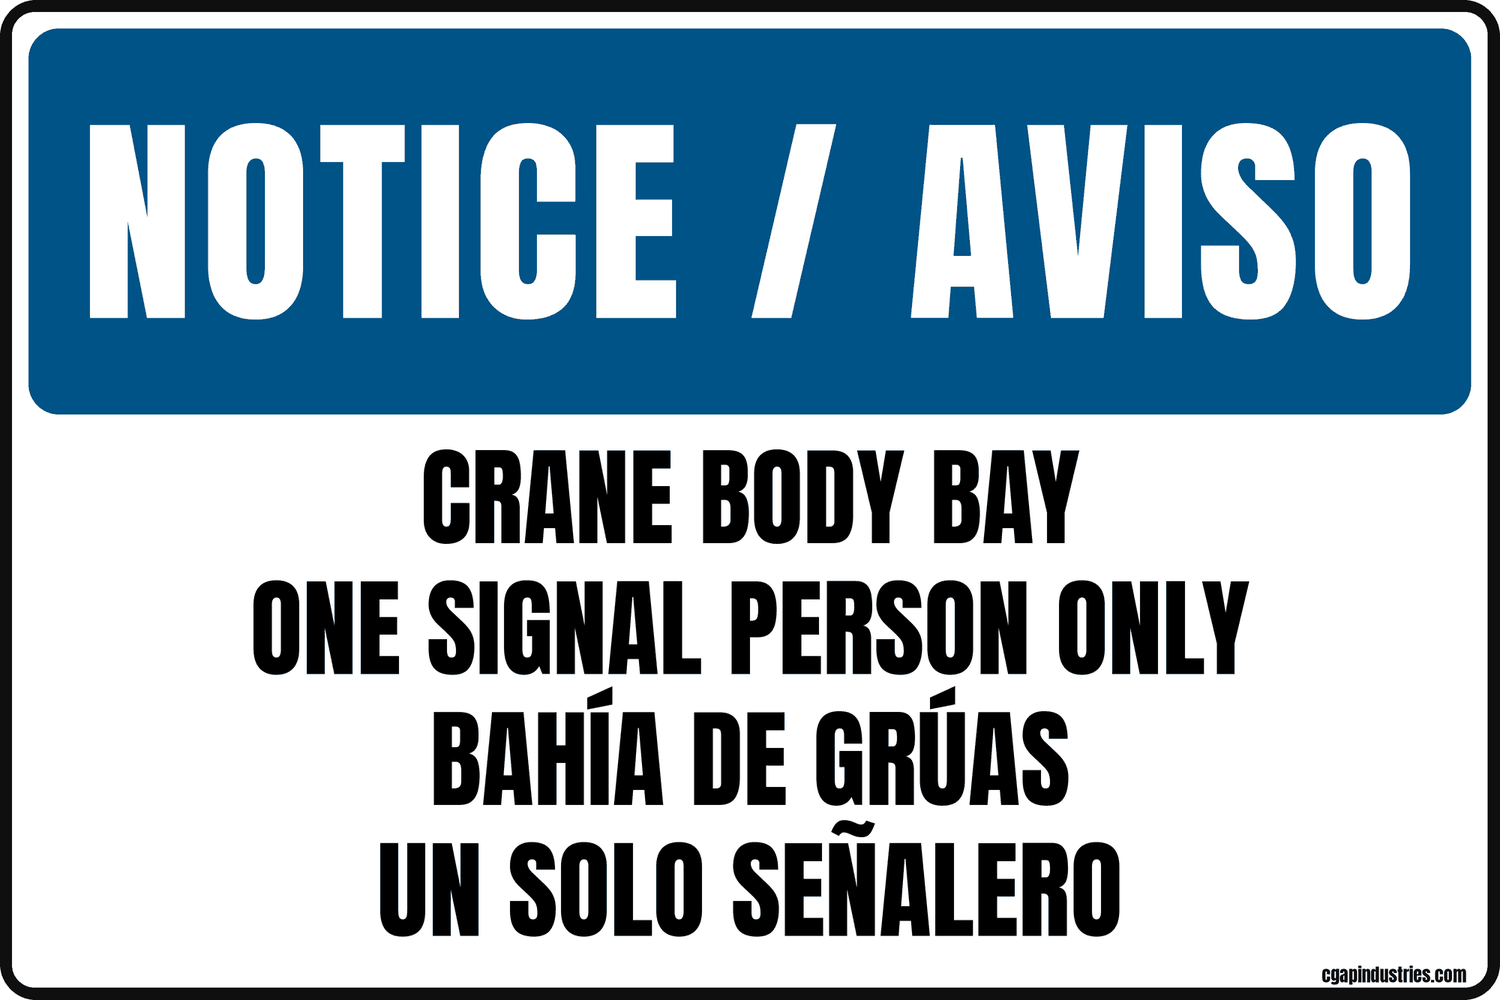 NOTICE / AVISO
CRANE BODY BAY
ONE SIGNAL PERSON ONLY
BAHÍA DE GRÚAS
UN SOLO SEÑALERO
cgapindustries.com